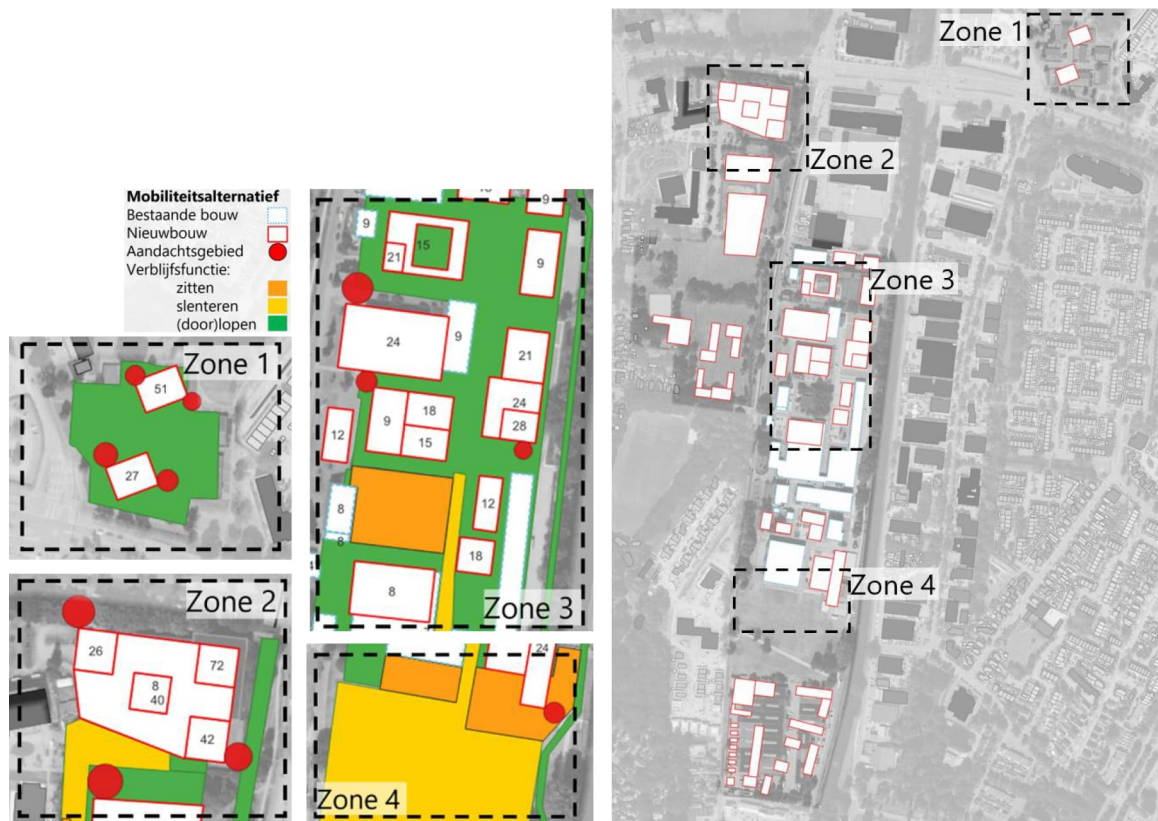 Mobiliteitsalternatief
Bestaande bouw
Nieuwbouw
Aandachtsgebied
Verblijfsfunctie:
zitten
slenteren
(door)lopen
Zone 1
51
27
Zone 2
26
72
8
40
42
9
9
15
21
9
24
9
21
24
28
18
9
15
12
8
8
12
18
8
Zone 3
24
Zone 4
Zone 1
Zone 2
Zone 3
Zone 4